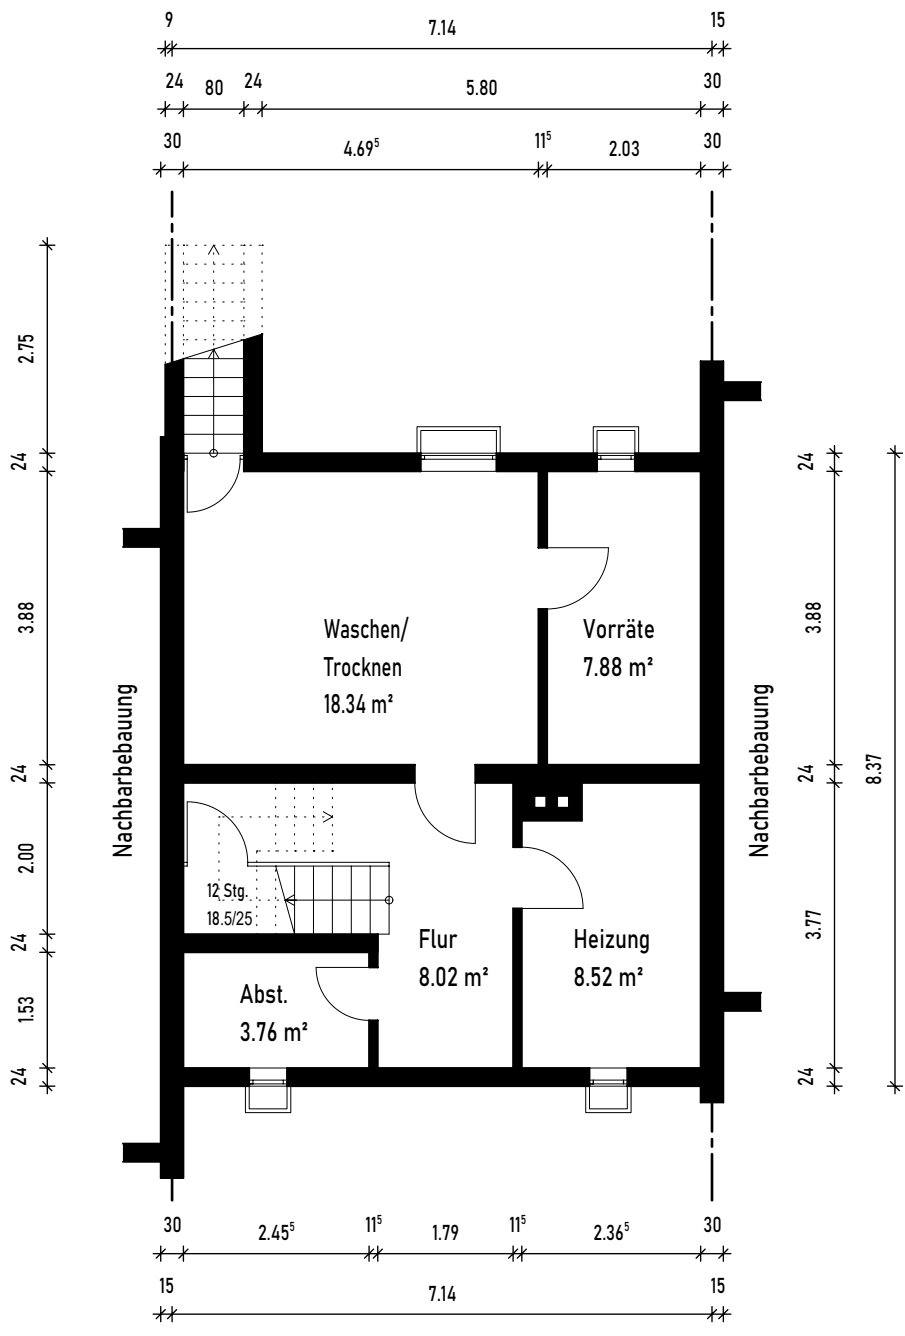 9 7.14 15
24 80 24 5.80 30
30 4.69⁵ 11⁵ 2.03 30
2.75
24
3.88
24
2.00
24
1.53
24
Nachbarbebauung
Waschen/
Trocknen
18.34 m²
Vorräte
7.88 m²
12 Stg.
18.5/25
Flur
8.02 m²
Heizung
8.52 m²
Abst.
3.76 m²
Nachbarbebauung
24
3.88
24
3.77
24
8.37
30 2.45⁵ 11⁵ 1.79 11⁵ 2.36⁵ 30
15 7.14 15